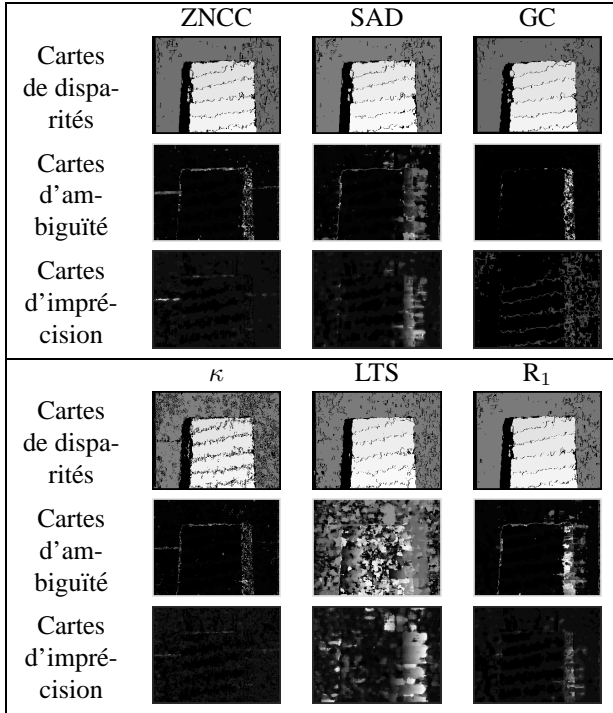 ZNCC SAD GC
Cartes
de dispa-
rités
Cartes
d'am-
biguïté
Cartes
d'impré-
cision
κ LTS R₁
Cartes
de dispa-
rités
Cartes
d'am-
biguïté
Cartes
d'impré-
cision